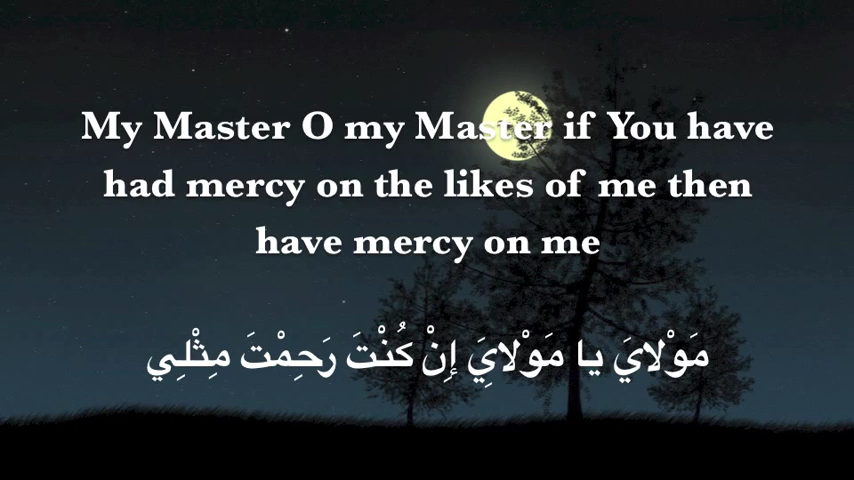 My Master O my Master if You have
had mercy on the likes of me then
have mercy on me
مَوْلايَ يا مَوْلايَِ إِنْ كُنْتَ رَحِمْتَ مِثْلِي